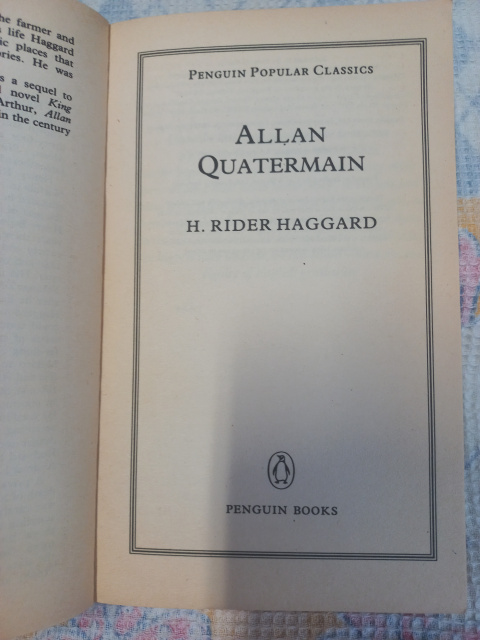 he farmer and
life Haggard
ic places that
ories. He was
s a sequel to
novel King
Arthur, Allan
in the century
PENGUIN POPULAR CLASSICS
ALLAN
QUATERMAIN
H. RIDER HAGGARD
PENGUIN BOOKS